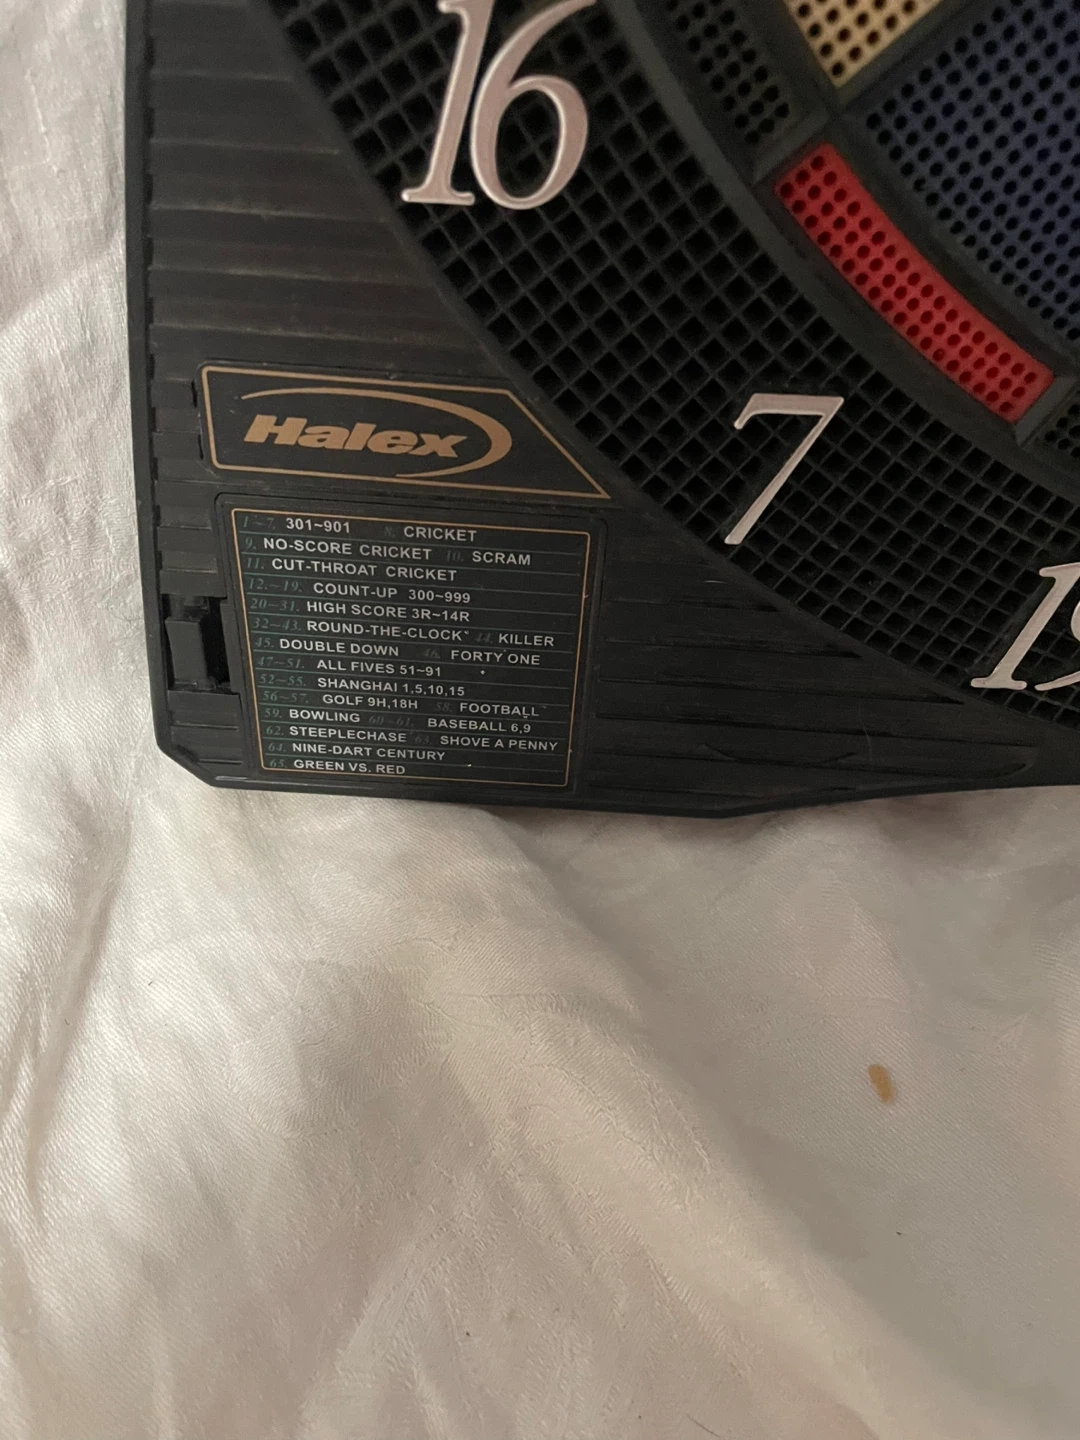 16
7
19
Halex
1~7. 301~901 8. CRICKET
9. NO-SCORE CRICKET 10. SCRAM
11. CUT-THROAT CRICKET
12.~19. COUNT-UP 300~999
20~31. HIGH SCORE 3R~14R
32~43. ROUND-THE-CLOCK 44. KILLER
45. DOUBLE DOWN 46. FORTY ONE
47~51. ALL FIVES 51~91
52~55. SHANGHAI 1,5,10,15
56~57. GOLF 9H,18H 58. FOOTBALL
59. BOWLING 60~61. BASEBALL 6,9
62. STEEPLECHASE 63. SHOVE A PENNY
64. NINE-DART CENTURY
65. GREEN VS. RED